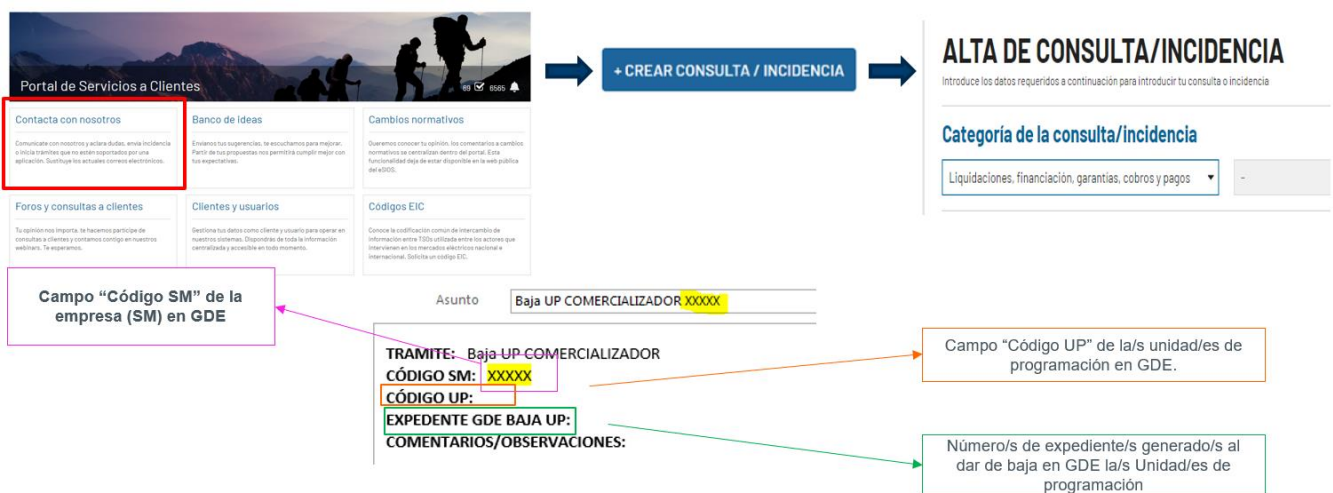 Portal de Servicios a Clientes
69 6565
Contacta con nosotros
Comunícate con nosotros y aclara dudas, envía incidencia
o inicia trámites que no estén soportados por una
aplicación. Sustituye los actuales correos electrónicos.
Banco de ideas
Envíanos tus sugerencias, te escuchamos para mejorar.
Partir de tus propuestas nos permitirá cumplir mejor con
tus expectativas.
Cambios normativos
Queremos conocer tu opinión, los comentarios a cambios
normativos se centralizan dentro del portal. Esta
funcionalidad deja de estar disponible en la web pública
del eSIOS.
Foros y consultas a clientes
Tu opinión nos importa, te hacemos partícipe de
consultas a clientes y contamos contigo en nuestros
webinars. Te esperamos.
Clientes y usuarios
Gestiona tus datos como cliente y usuario para operar en
nuestros sistemas. Dispondrás de toda la información
centralizada y accesible en todo momento.
Códigos EIC
Conoce la codificación común de intercambio de
información entre TSOs utilizada entre los actores que
intervienen en los mercados eléctricos nacional e
internacional. Solicita un código EIC.
+ CREAR CONSULTA / INCIDENCIA
ALTA DE CONSULTA/INCIDENCIA
Introduce los datos requeridos a continuación para introducir tu consulta o incidencia
Categoría de la consulta/incidencia
Liquidaciones, financiación, garantías, cobros y pagos
-
Campo “Código SM” de la
empresa (SM) en GDE
Asunto Baja UP COMERCIALIZADOR XXXXX
TRAMITE: Baja UP COMERCIALIZADOR
CÓDIGO SM: XXXXX
CÓDIGO UP:
EXPEDENTE GDE BAJA UP:
COMENTARIOS/OBSERVACIONES:
Campo “Código UP” de la/s unidad/es de
programación en GDE.
Número/s de expediente/s generado/s al
dar de baja en GDE la/s Unidad/es de
programación